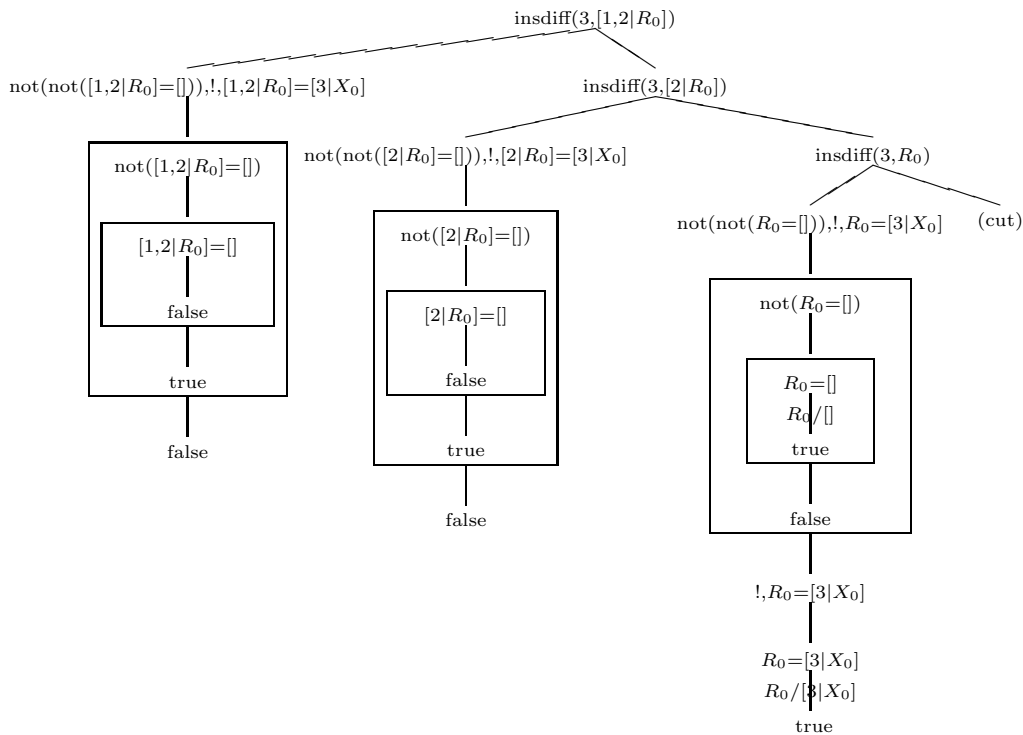 insdiff(3,[1,2|R₀])
not(not([1,2|R₀]=[])),!,[1,2|R₀]=[3|X₀]
insdiff(3,[2|R₀])
not([1,2|R₀]=[])
[1,2|R₀]=[]
false
true
false
not(not([2|R₀]=[])),!,[2|R₀]=[3|X₀]
insdiff(3,R₀)
not([2|R₀]=[])
[2|R₀]=[]
false
true
false
not(not(R₀=[])),!,R₀=[3|X₀]
(cut)
not(R₀=[])
R₀=[]
R₀/[]
true
false
!,R₀=[3|X₀]
R₀=[3|X₀]
R₀/[3|X₀]
true